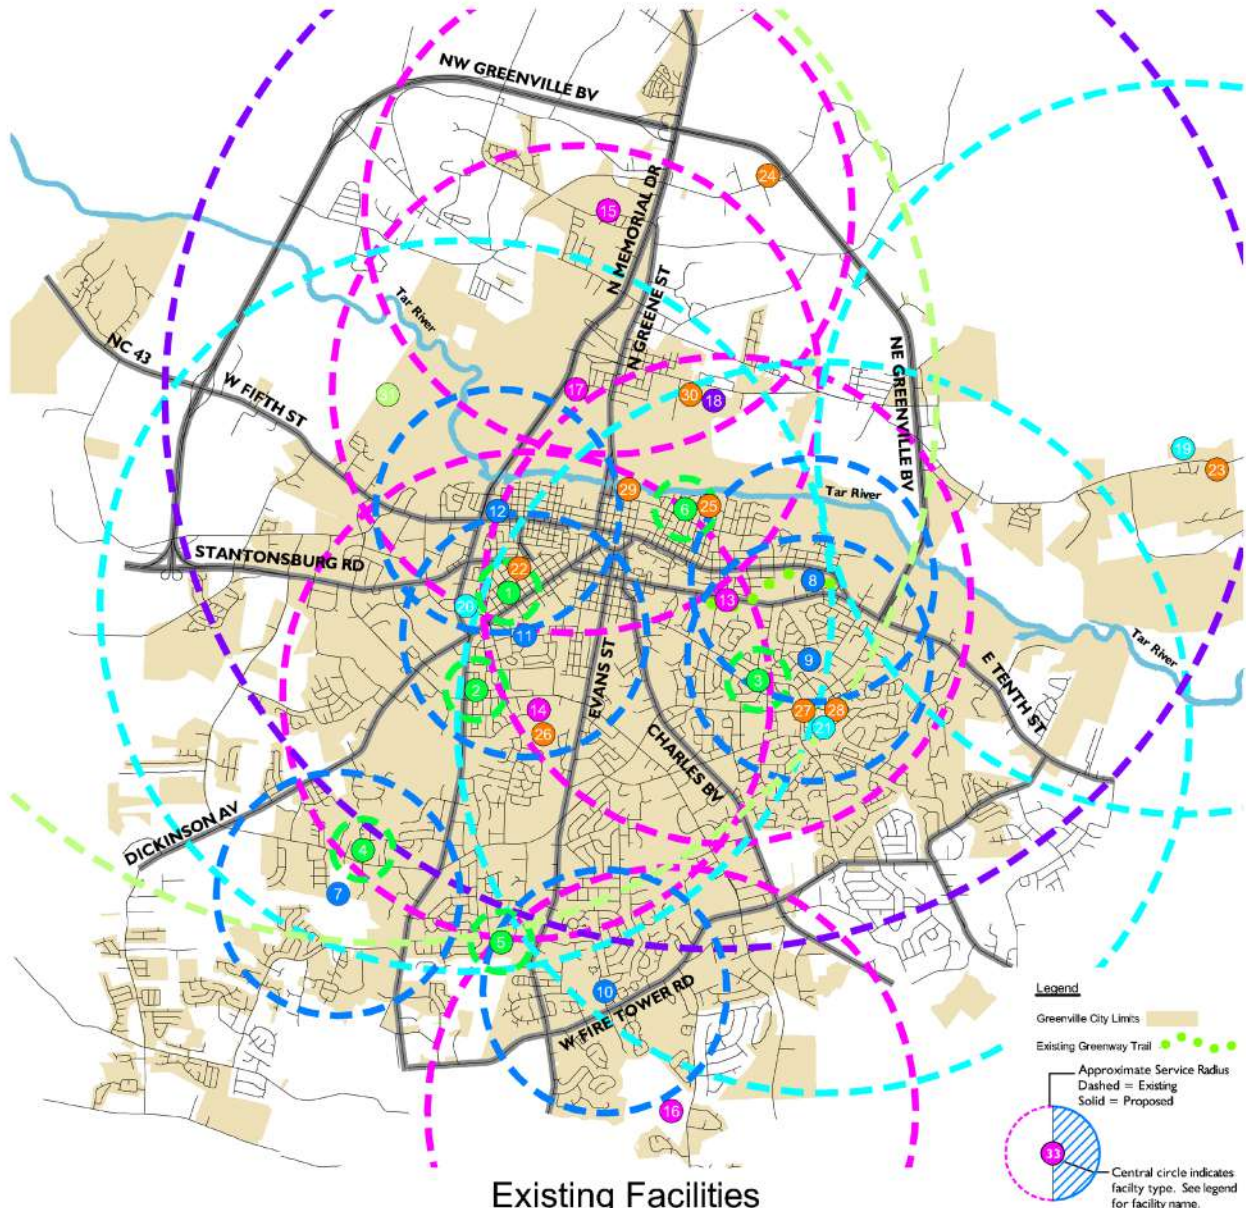 NW GREENVILLE BV
24
15
N MEMORIAL DR
Tar River
N GREENE ST
NC 43
NE GREENVILLE BV
W FIFTH ST
17
30
18
19
23
29
Tar River
12
6
25
STANTONSBURG RD
22
1
8
20
13
11
Tar River
9
2
3
EVANS ST
14
27
28
E TENTH ST
21
26
CHARLES BV
DICKINSON AV
4
7
5
10
W FIRE TOWER RD
16
Legend
Greenville City Limits
Existing Greenway Trail
Approximate Service Radius
Dashed = Existing
Solid = Proposed
33
Central circle indicates
facilty type. See legend
for facility name.
Existing Facilities